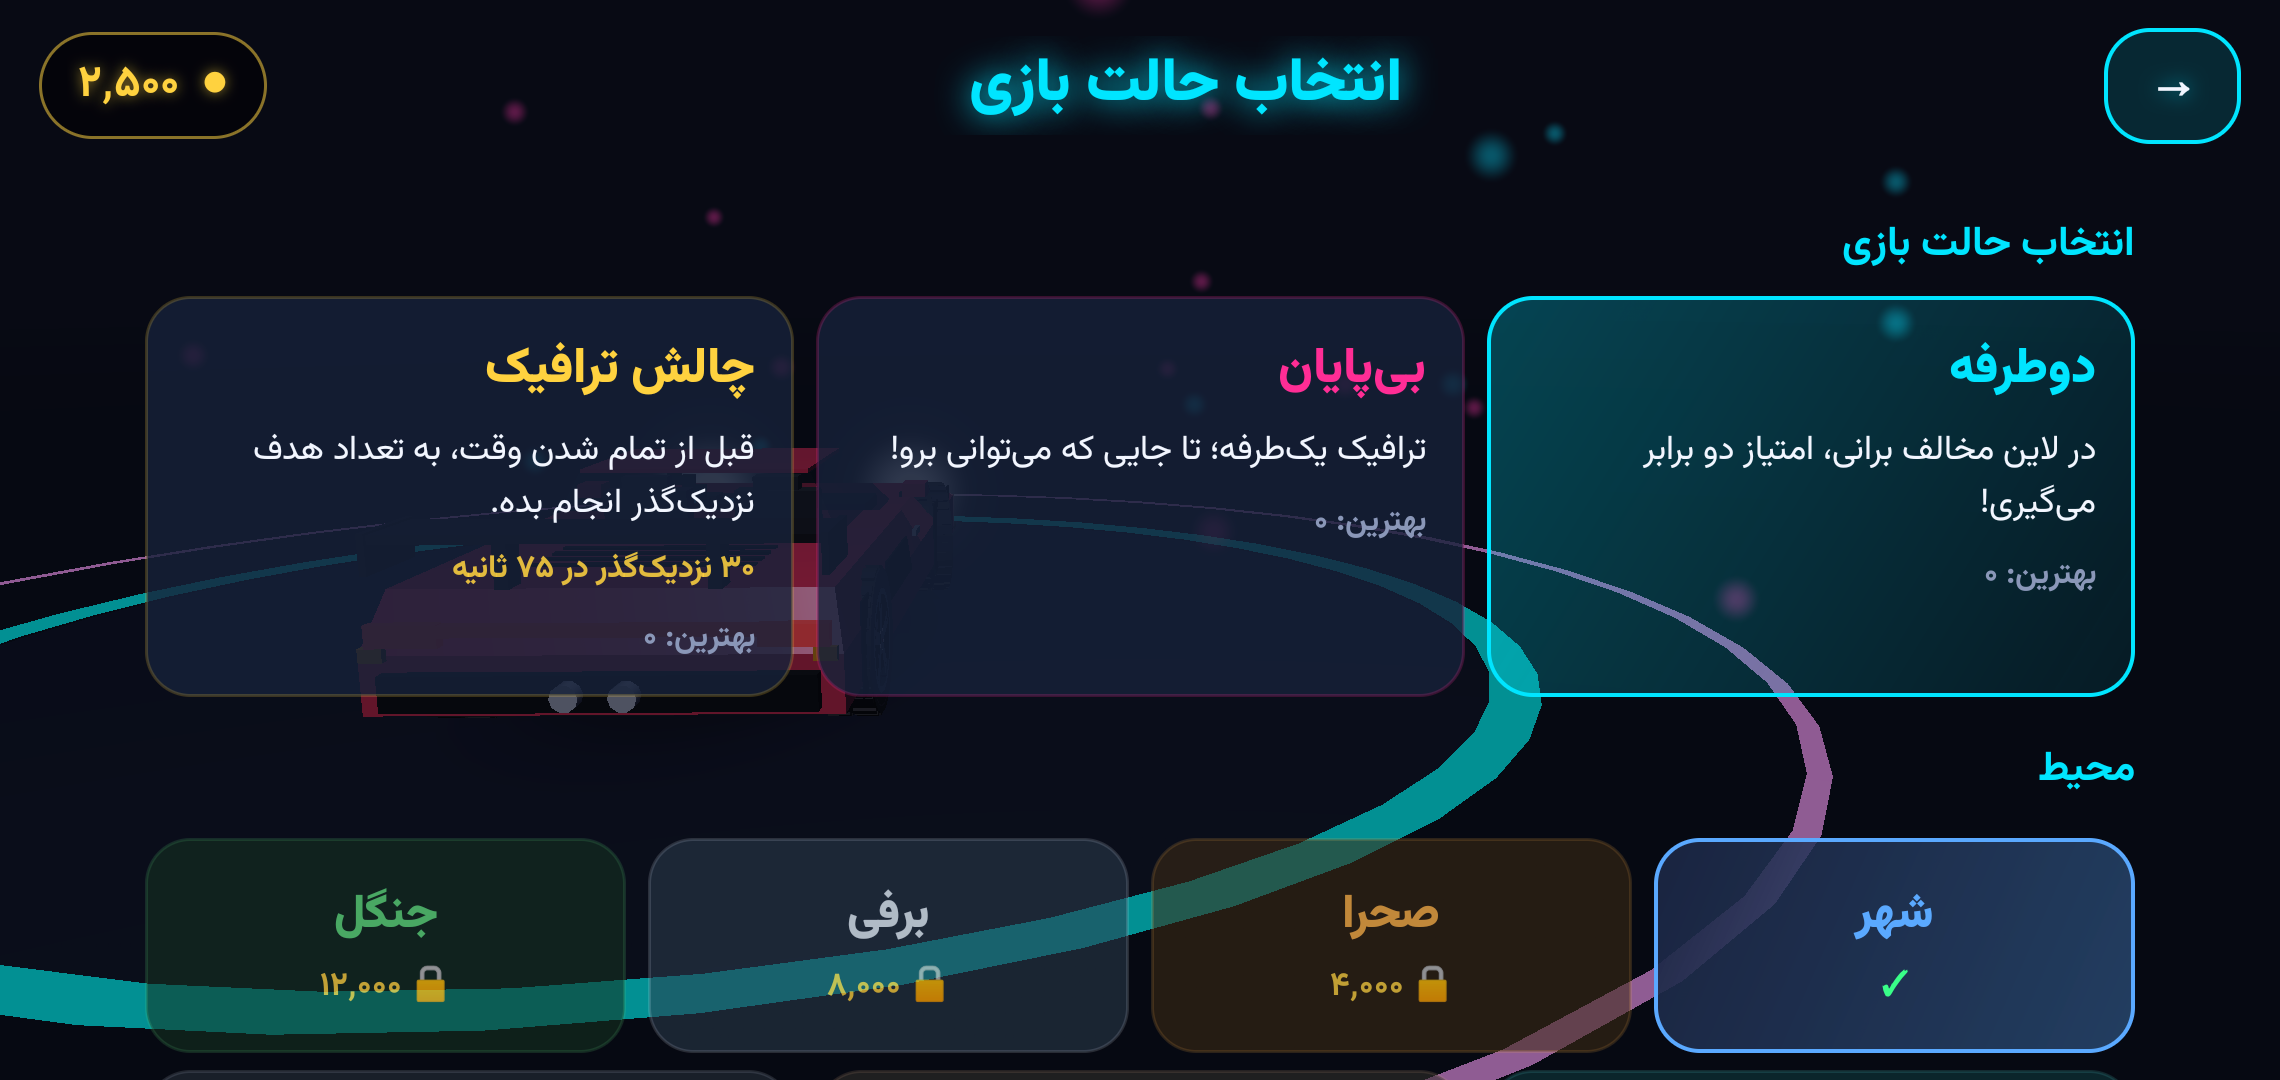 →
انتخاب حالت بازی
۲,۵۰۰
انتخاب حالت بازی
دوطرفه
در لاین مخالف برانی، امتیاز دو برابر
می‌گیری!
بهترین: ۰
بی‌پایان
ترافیک یک‌طرفه؛ تا جایی که می‌توانی برو!
بهترین: ۰
چالش ترافیک
قبل از تمام شدن وقت، به تعداد هدف
نزدیک‌گذر انجام بده.
۳۰ نزدیک‌گذر در ۷۵ ثانیه
بهترین: ۰
محیط
شهر
✓
صحرا
🔒 ۴,۰۰۰
برفی
🔒 ۸,۰۰۰
جنگل
🔒 ۱۲,۰۰۰